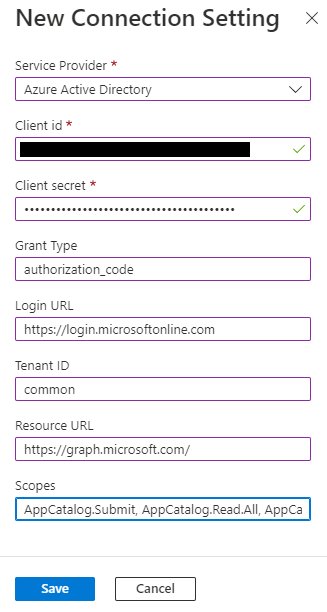 New Connection Setting
Service Provider *
Azure Active Directory
Client id *
Client secret *
••••••••••••••••••••••••••••••••••••••••
Grant Type
authorization_code
Login URL
https://login.microsoftonline.com
Tenant ID
common
Resource URL
https://graph.microsoft.com/
Scopes
AppCatalog.Submit, AppCatalog.Read.All, AppCa
Save Cancel